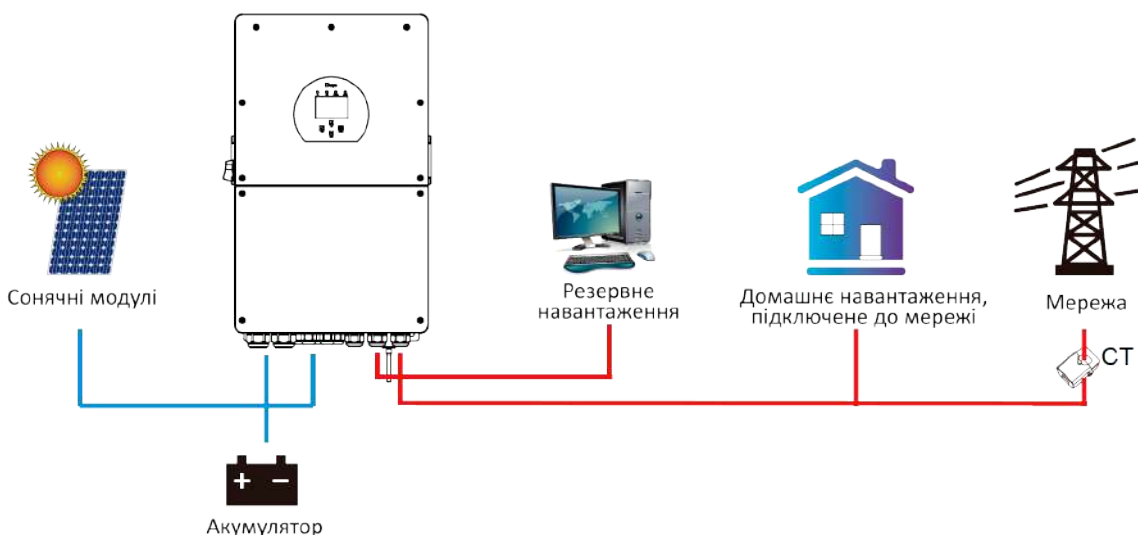 Сонячні модулі
Резервне
навантаження
Домашнє навантаження,
підключене до мережі
Мережа
CT
Акумулятор